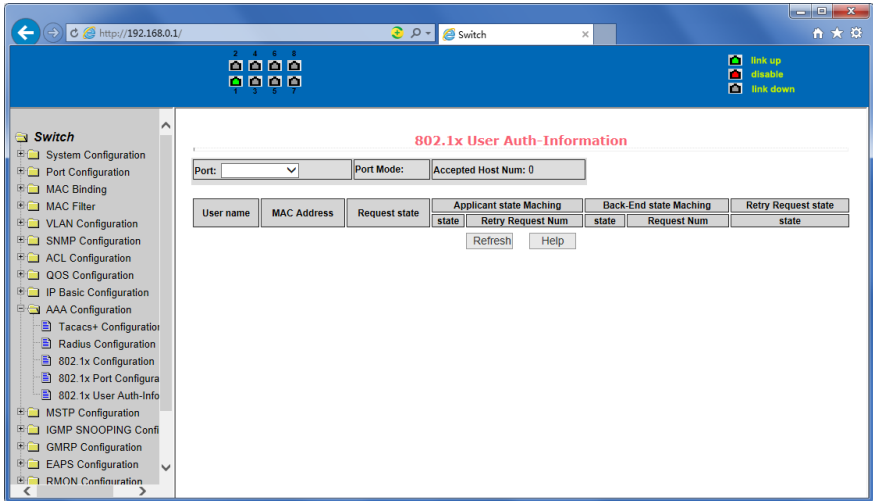 http://192.168.0.1/
Switch
2 4 6 8
1 3 5 7
link up
disable
link down
Switch
System Configuration
Port Configuration
MAC Binding
MAC Filter
VLAN Configuration
SNMP Configuration
ACL Configuration
QOS Configuration
IP Basic Configuration
AAA Configuration
Tacacs+ Configuration
Radius Configuration
802.1x Configuration
802.1x Port Configura
802.1x User Auth-Info
MSTP Configuration
IGMP SNOOPING Confi
GMRP Configuration
EAPS Configuration
RMON Configuration
802.1x User Auth-Information
Port: Port Mode: Accepted Host Num: 0
User name MAC Address Request state Applicant state Maching Back-End state Maching Retry Request state
state Retry Request Num state Request Num state
Refresh Help